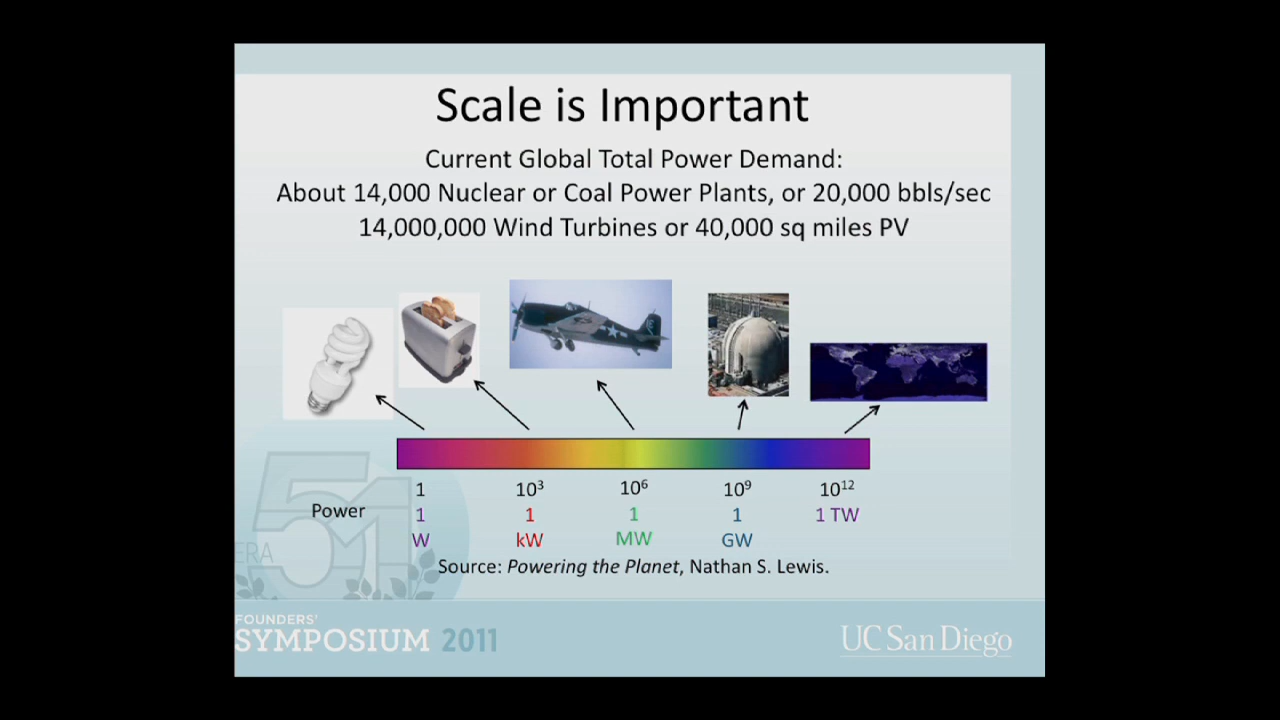 Scale is Important
Current Global Total Power Demand:
About 14,000 Nuclear or Coal Power Plants, or 20,000 bbls/sec
14,000,000 Wind Turbines or 40,000 sq miles PV
1 10³ 10⁶ 10⁹ 10¹²
Power 1 1 1 1 1 TW
W kW MW GW
Source: Powering the Planet, Nathan S. Lewis.
51
ERA
FOUNDERS'
SYMPOSIUM 2011
UC San Diego